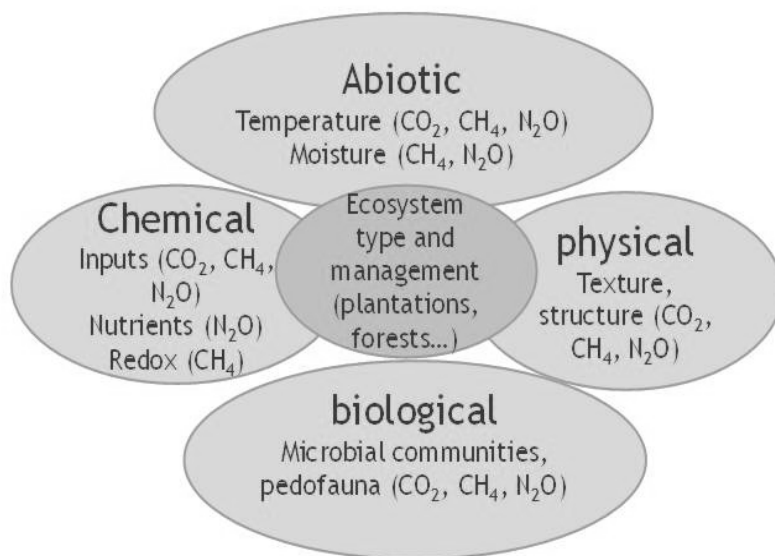 Abiotic
Temperature (CO₂, CH₄, N₂O)
Moisture (CH₄, N₂O)
Chemical
Inputs (CO₂, CH₄,
N₂O)
Nutrients (N₂O)
Redox (CH₄)
Ecosystem
type and
management
(plantations,
forests…)
physical
Texture,
structure (CO₂,
CH₄, N₂O)
biological
Microbial communities,
pedofauna (CO₂, CH₄, N₂O)